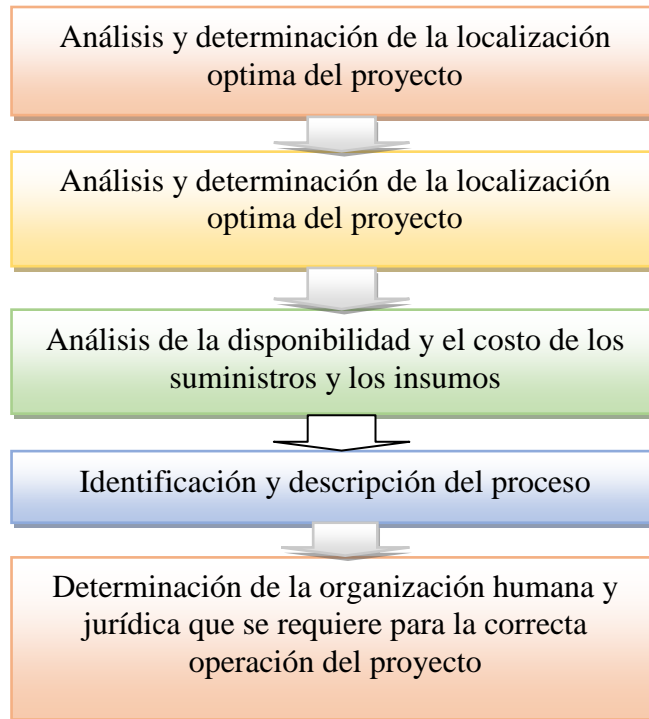 Análisis y determinación de la localización
optima del proyecto
Análisis y determinación de la localización
optima del proyecto
Análisis de la disponibilidad y el costo de los
suministros y los insumos
Identificación y descripción del proceso
Determinación de la organización humana y
jurídica que se requiere para la correcta
operación del proyecto